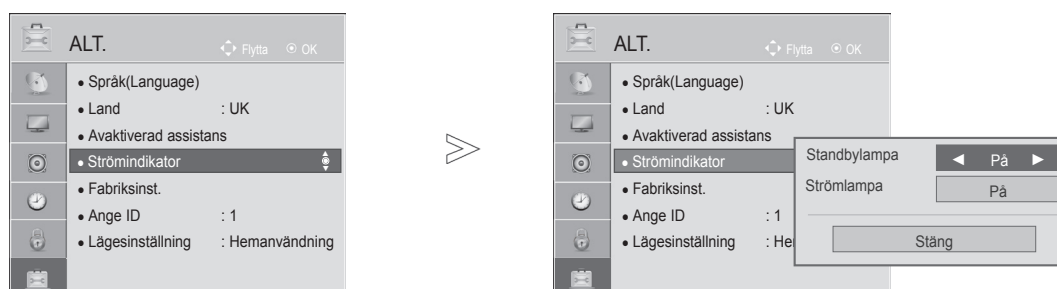 ALT.
Flytta
OK
• Språk(Language)
• Land : UK
• Avaktiverad assistans
• Strömindikator
• Fabriksinst.
• Ange ID : 1
• Lägesinställning : Hemanvändning
ALT.
Flytta
OK
• Språk(Language)
• Land : UK
• Avaktiverad assistans
• Strömindikator
• Fabriksinst.
• Ange ID : 1
• Lägesinställning : He
Standbylampa ◄ På ►
Strömlampa På
Stäng